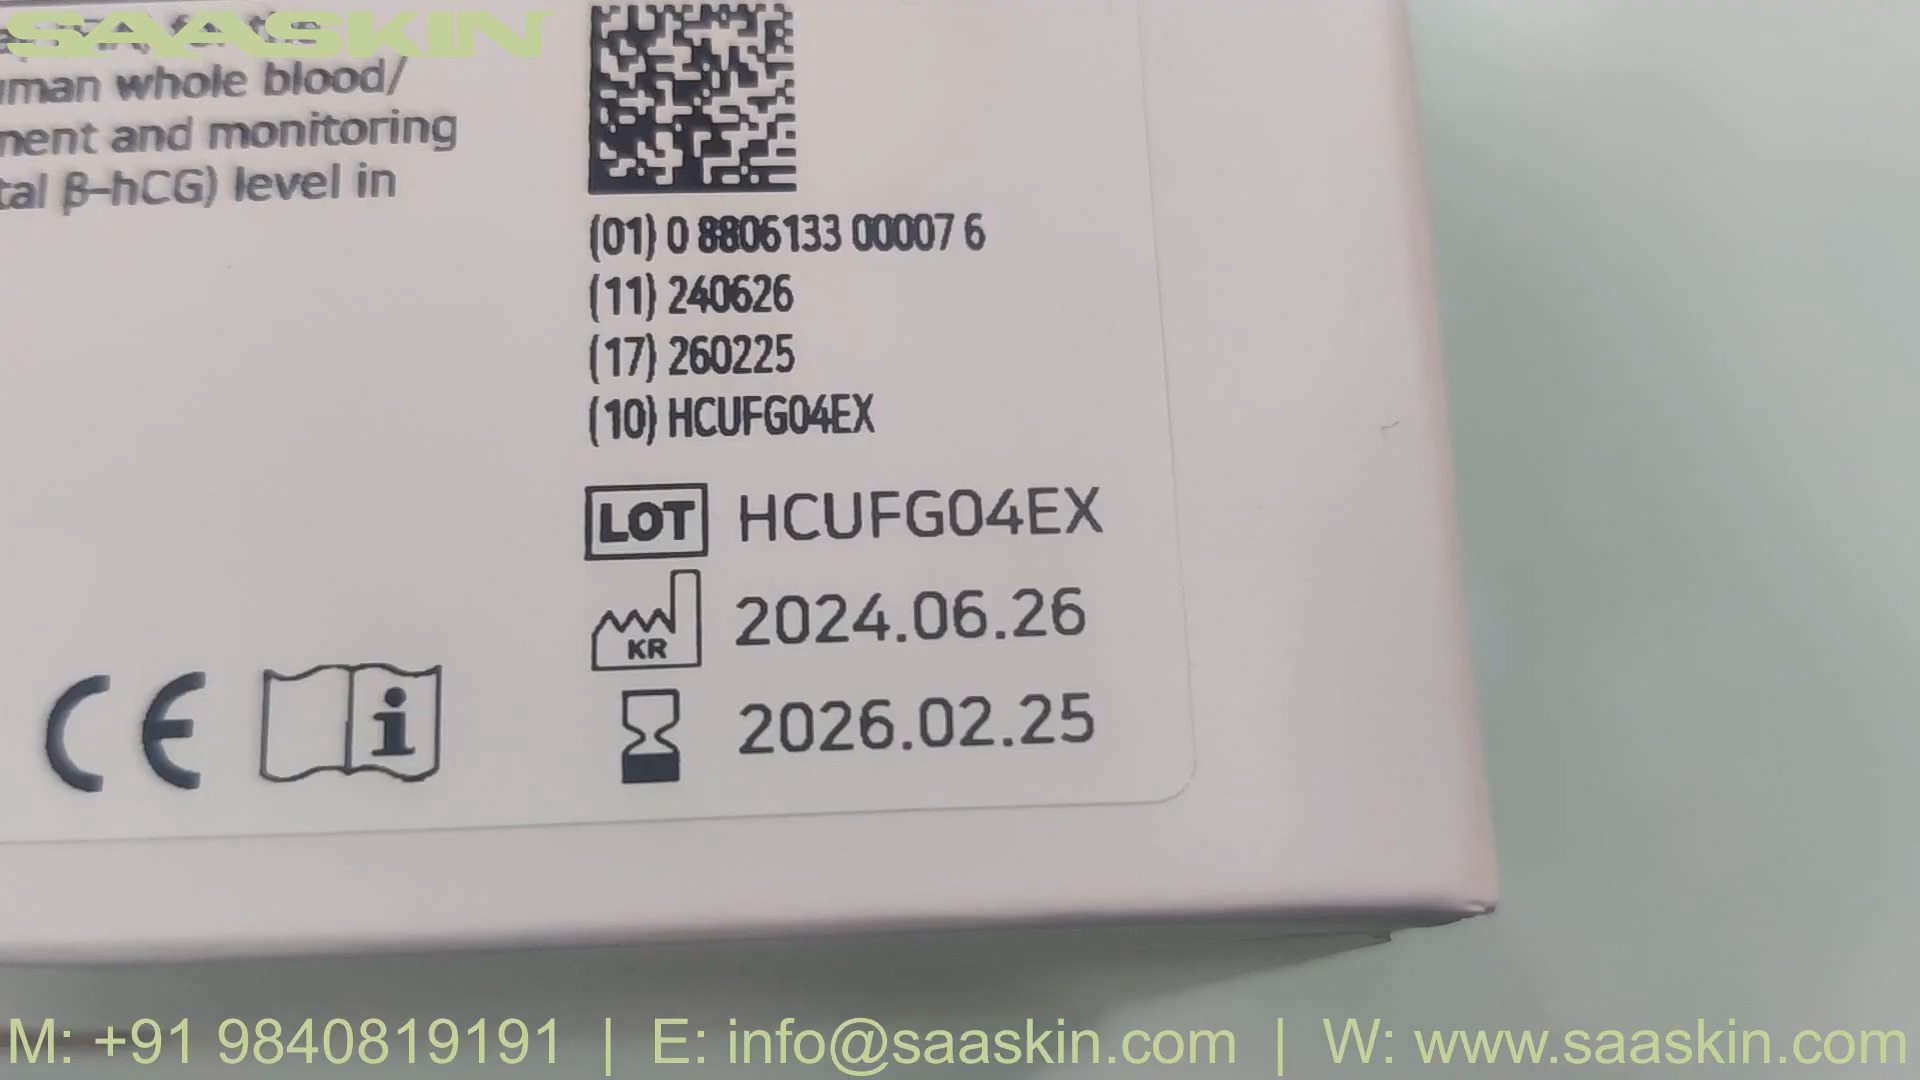 SAASKIN
man whole blood/
ment and monitoring
tal β-hCG) level in
(01) 0 8806133 00007 6
(11) 240626
(17) 260225
(10) HCUFG04EX
LOT HCUFG04EX
KR 2024.06.26
2026.02.25
CE i
M: +91 9840819191 | E: info@saaskin.com | W: www.saaskin.com